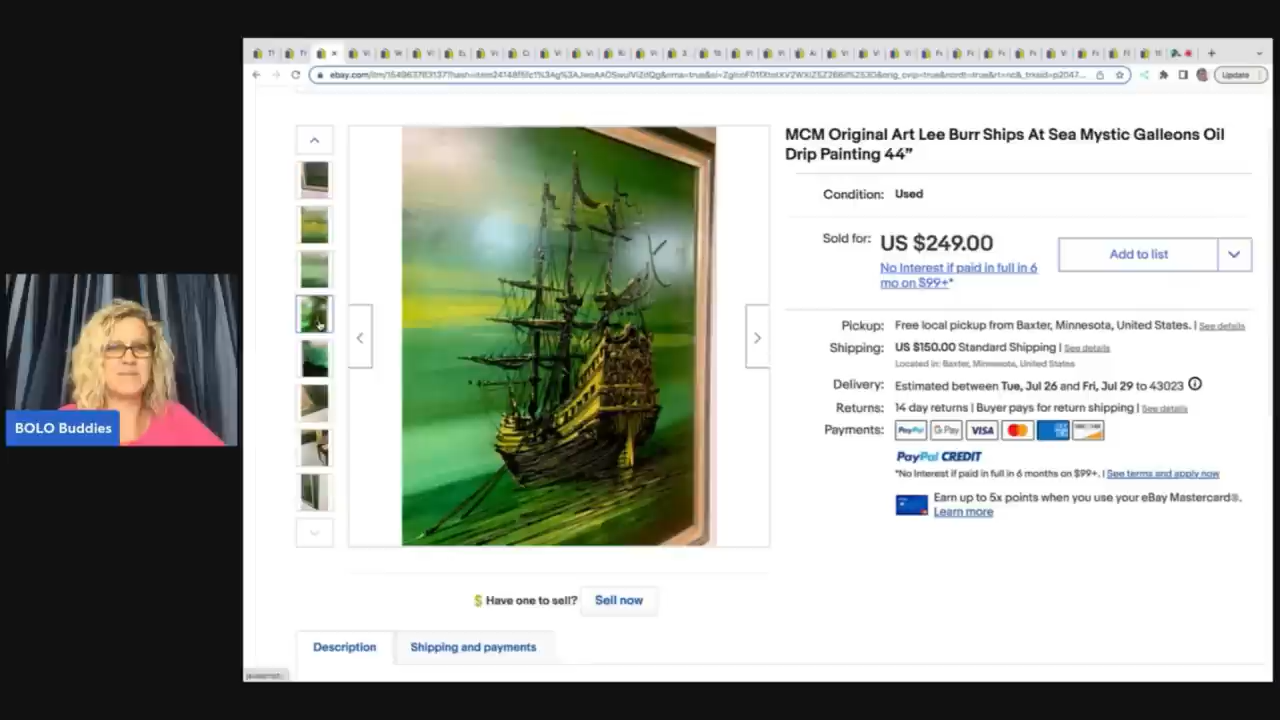 Update
MCM Original Art Lee Burr Ships At Sea Mystic Galleons Oil
Drip Painting 44”
Condition: Used
Sold for: US $249.00
Add to list
No Interest if paid in full in 6
mo on $99+*
Pickup: Free local pickup from Baxter, Minnesota, United States. | See details
Shipping: US $150.00 Standard Shipping | See details
Located in: Baxter, Minnesota, United States
Delivery: Estimated between Tue, Jul 26 and Fri, Jul 29 to 43023
Returns: 14 day returns | Buyer pays for return shipping | See details
Payments: PayPal G Pay VISA
PayPal CREDIT
*No Interest if paid in full in 6 months on $99+. | See terms and apply now
Earn up to 5x points when you use your eBay Mastercard®.
Learn more
BOLO Buddies
$ Have one to sell? Sell now
Description Shipping and payments